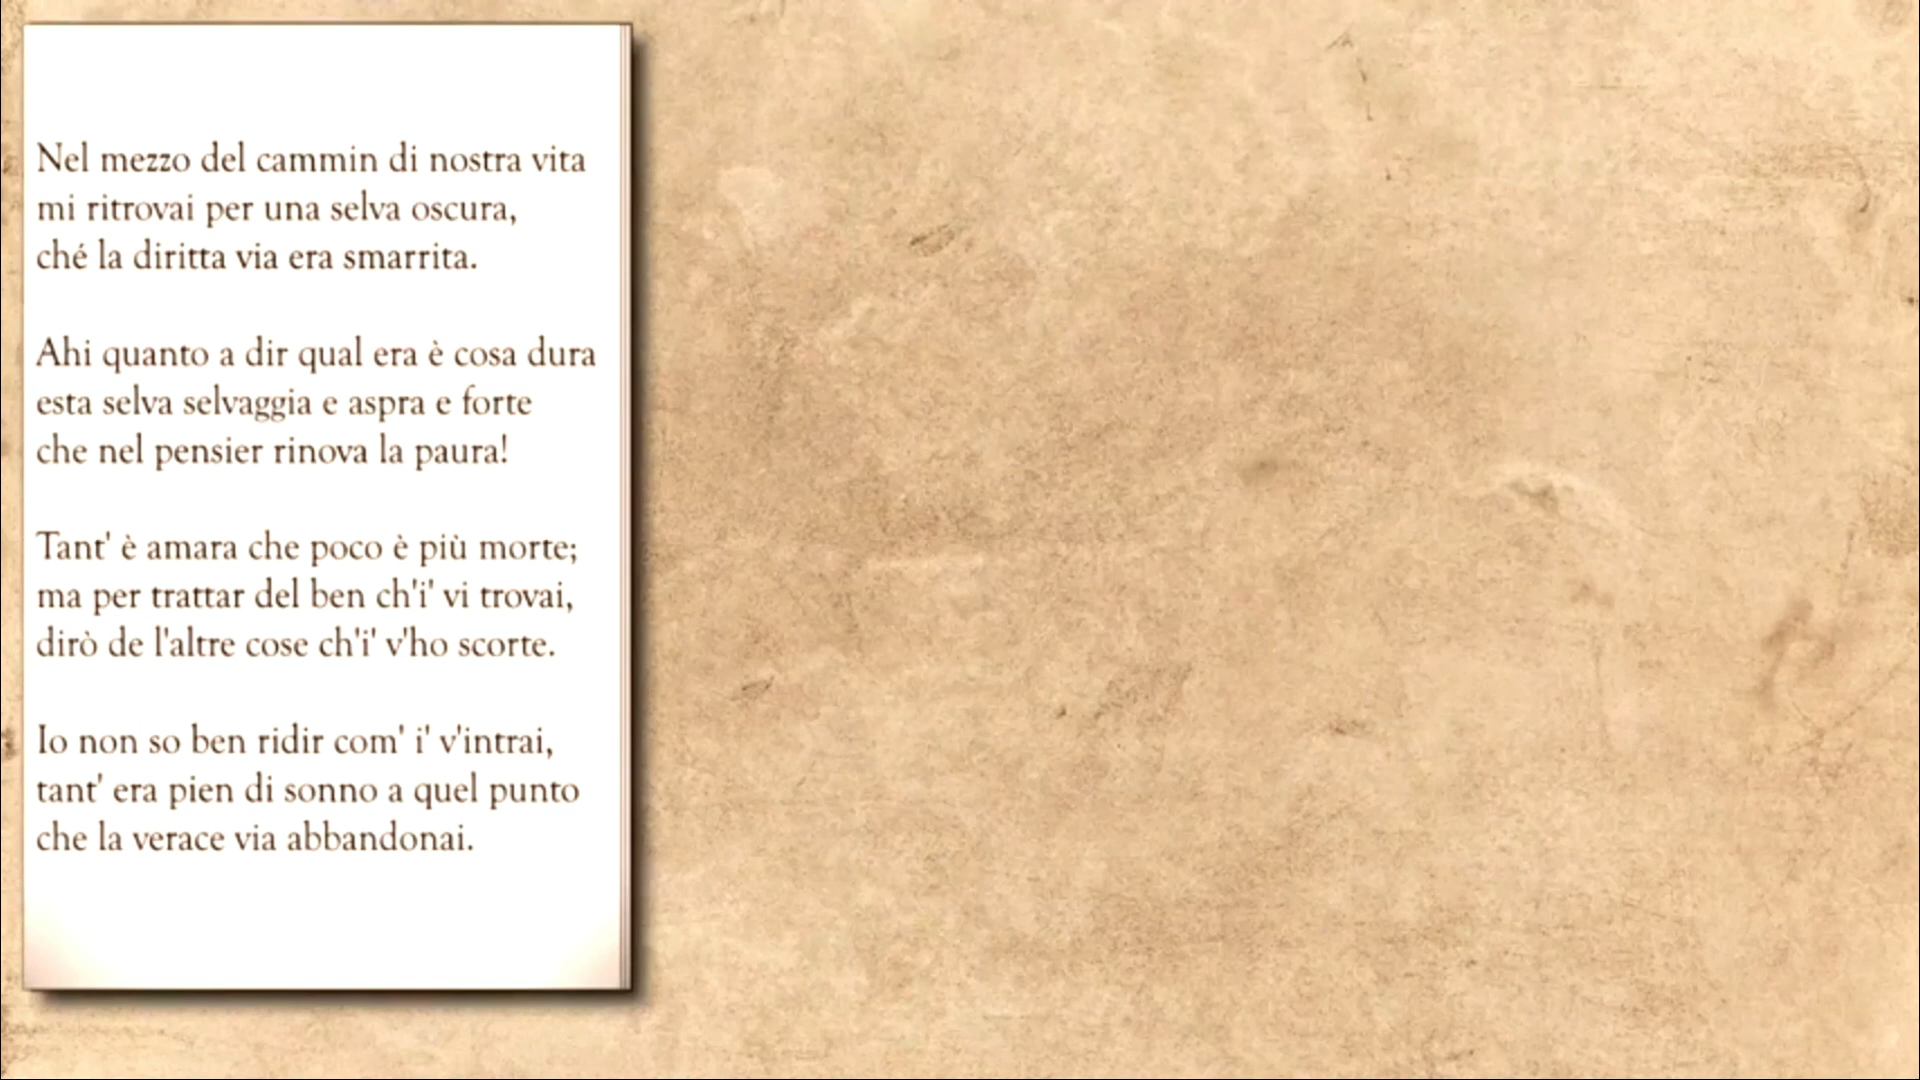 Nel mezzo del cammin di nostra vita
mi ritrovai per una selva oscura,
ché la diritta via era smarrita.
Ahi quanto a dir qual era è cosa dura
esta selva selvaggia e aspra e forte
che nel pensier rinova la paura!
Tant' è amara che poco è più morte;
ma per trattar del ben ch'i' vi trovai,
dirò de l'altre cose ch'i' v'ho scorte.
Io non so ben ridir com' i' v'intrai,
tant' era pien di sonno a quel punto
che la verace via abbandonai.